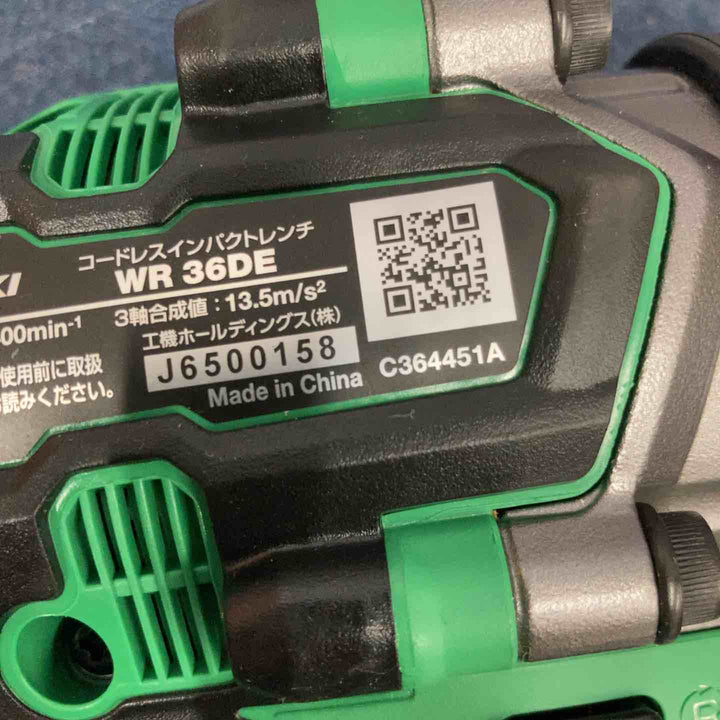 コードレスインパクトレンチ
WR 36DE
3軸合成値：13.5m/s²
00min⁻¹
工機ホールディングス(株)
使用前に取扱
読みください。
J6500158
C364451A
Made in China